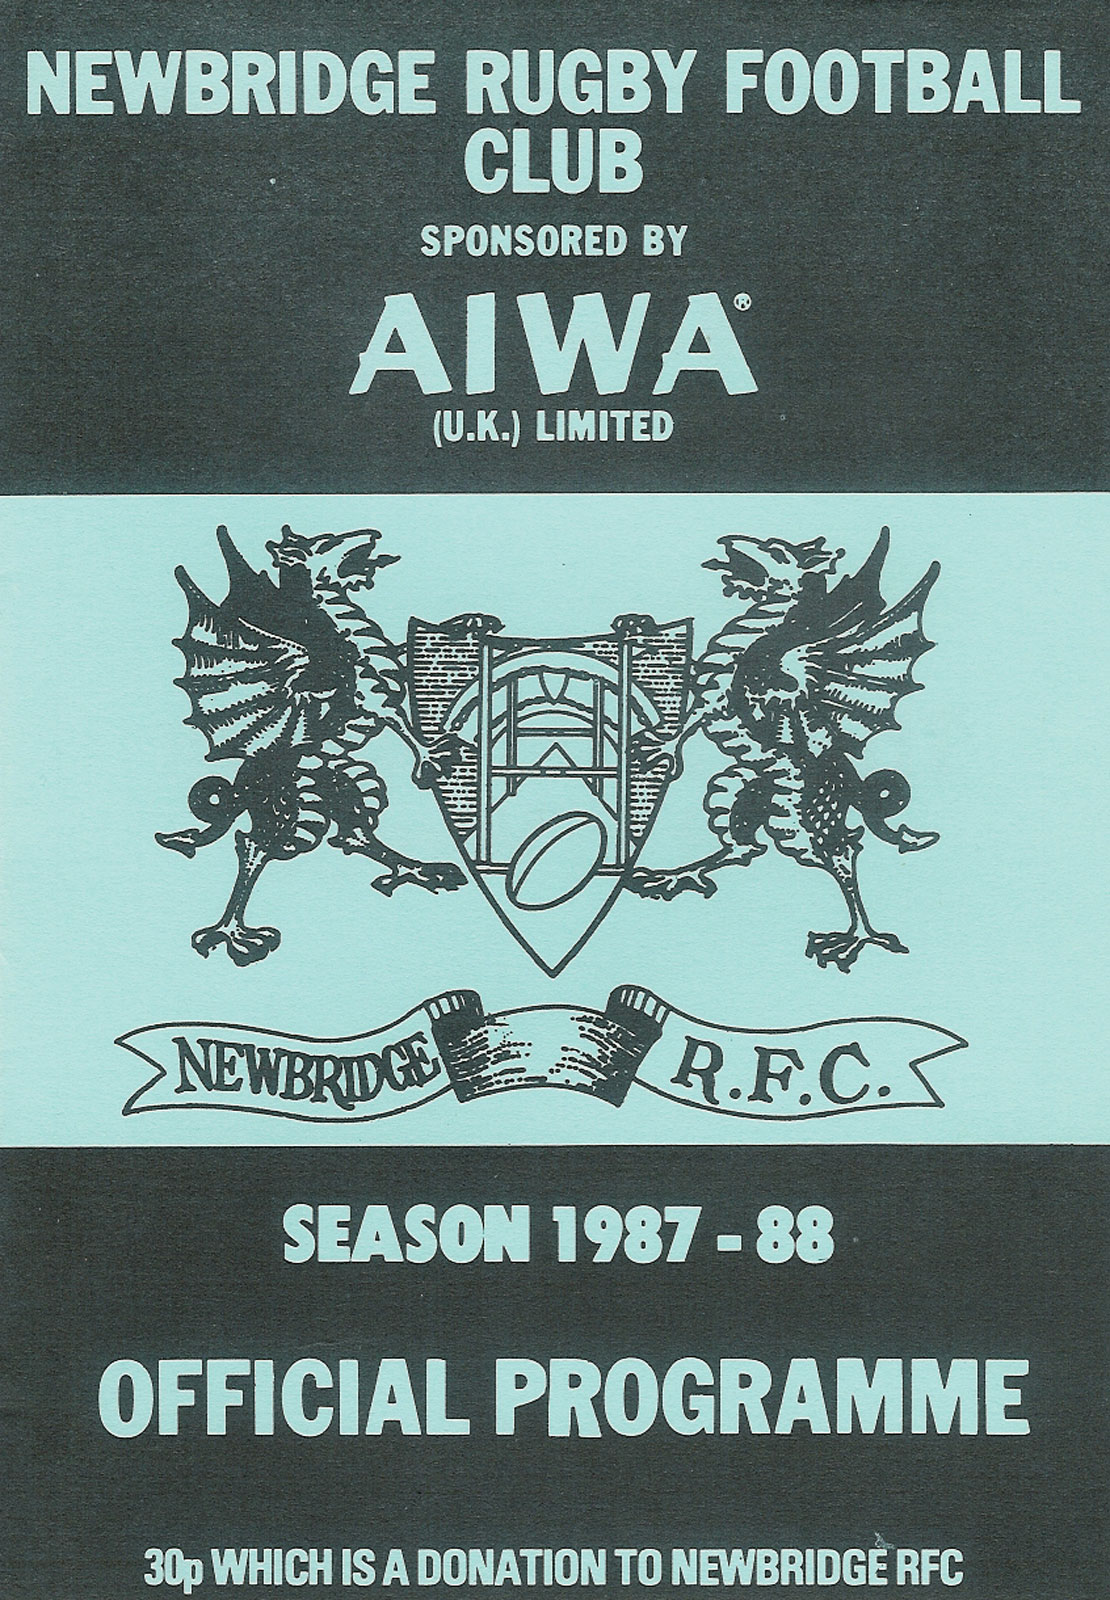 NEWBRIDGE RUGBY FOOTBALL
CLUB
SPONSORED BY
AIWA®
(U.K.) LIMITED
NEWBRIDGE R.F.C.
SEASON 1987 - 88
OFFICIAL PROGRAMME
30p WHICH IS A DONATION TO NEWBRIDGE RFC